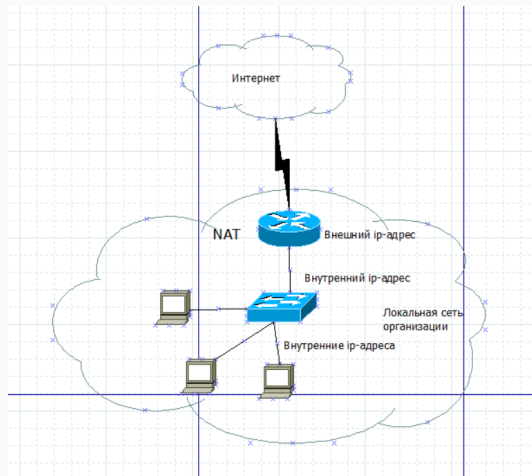 Интернет
NAT
Внешний ip-адрес
Внутренний ip-адрес
Локальная сеть
организации
Внутренние ip-адреса